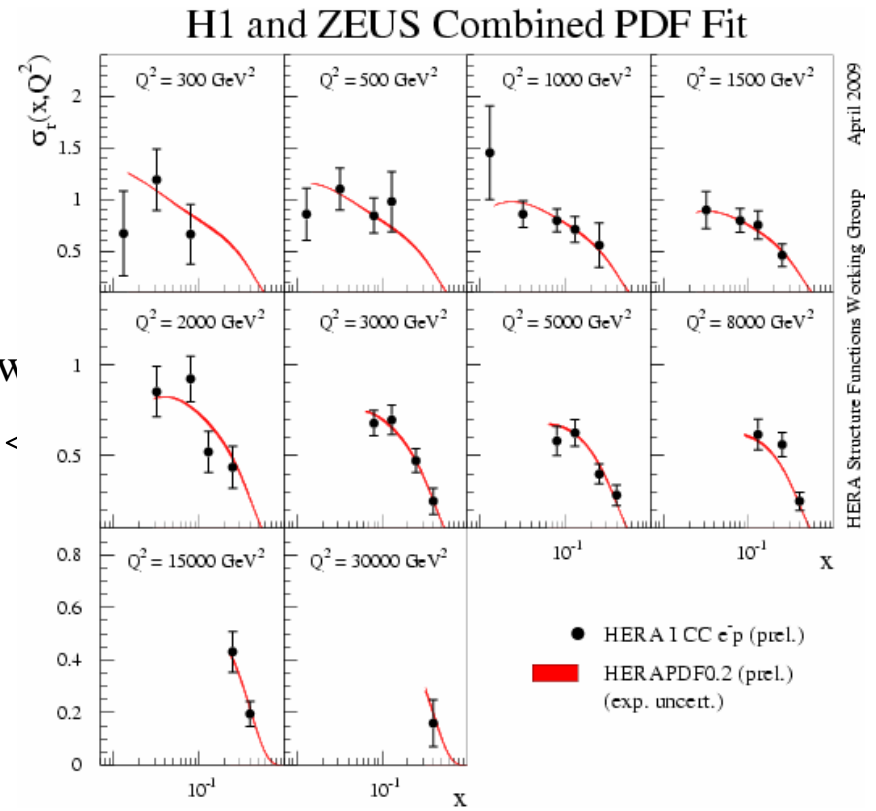 H1 and ZEUS Combined PDF Fit
σr(x,Q²)
Q² = 300 GeV²
Q² = 500 GeV²
Q² = 1000 GeV²
Q² = 1500 GeV²
2
1.5
1
0.5
Q² = 2000 GeV²
Q² = 3000 GeV²
Q² = 5000 GeV²
Q² = 8000 GeV²
1
0.5
w
<
10⁻¹
10⁻¹
x
Q² = 15000 GeV²
Q² = 30000 GeV²
0.8
0.6
0.4
0.2
0
10⁻¹
10⁻¹
x
HERA I CC e⁻p (prel.)
HERAPDF0.2 (prel.)
(exp. uncert.)
HERA Structure Functions Working Group April 2009